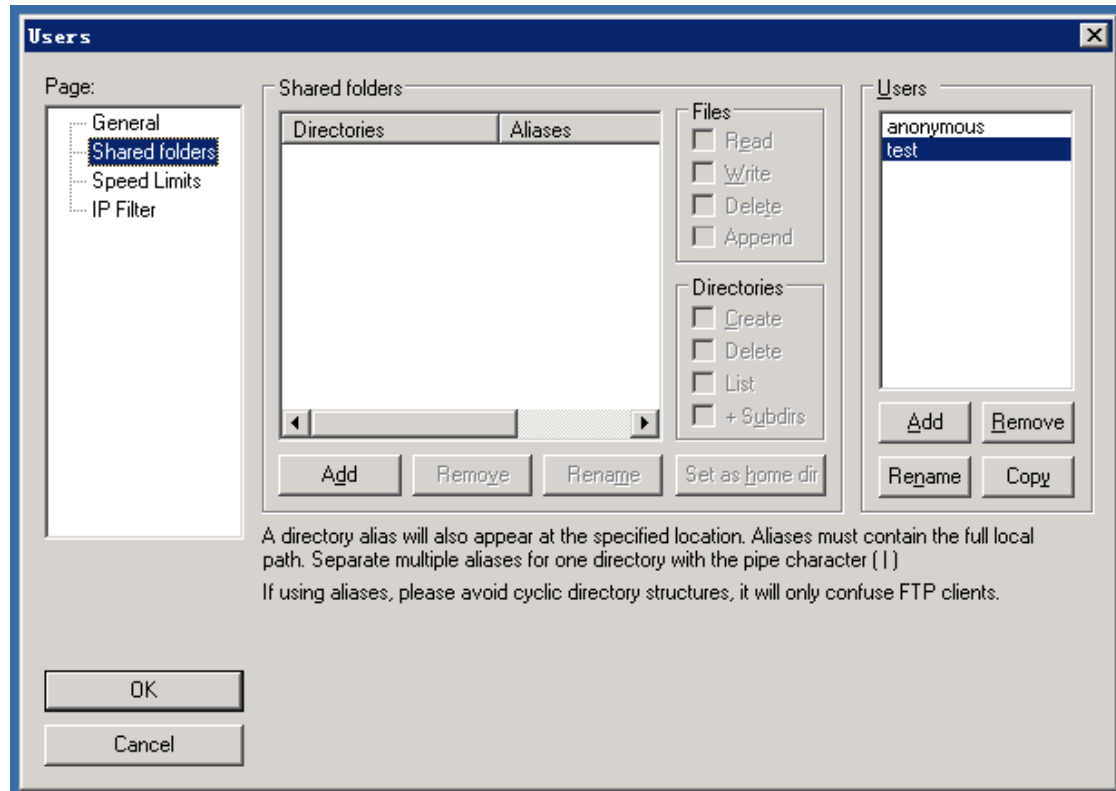 Users
Page:
General
Shared folders
Speed Limits
IP Filter
Shared folders
Directories
Aliases
Files
Read
Write
Delete
Append
Directories
Create
Delete
List
+ Subdirs
Add
Remove
Rename
Set as home dir
Users
anonymous
test
Add
Remove
Rename
Copy
A directory alias will also appear at the specified location. Aliases must contain the full local
path. Separate multiple aliases for one directory with the pipe character ( | )
If using aliases, please avoid cyclic directory structures, it will only confuse FTP clients.
OK
Cancel